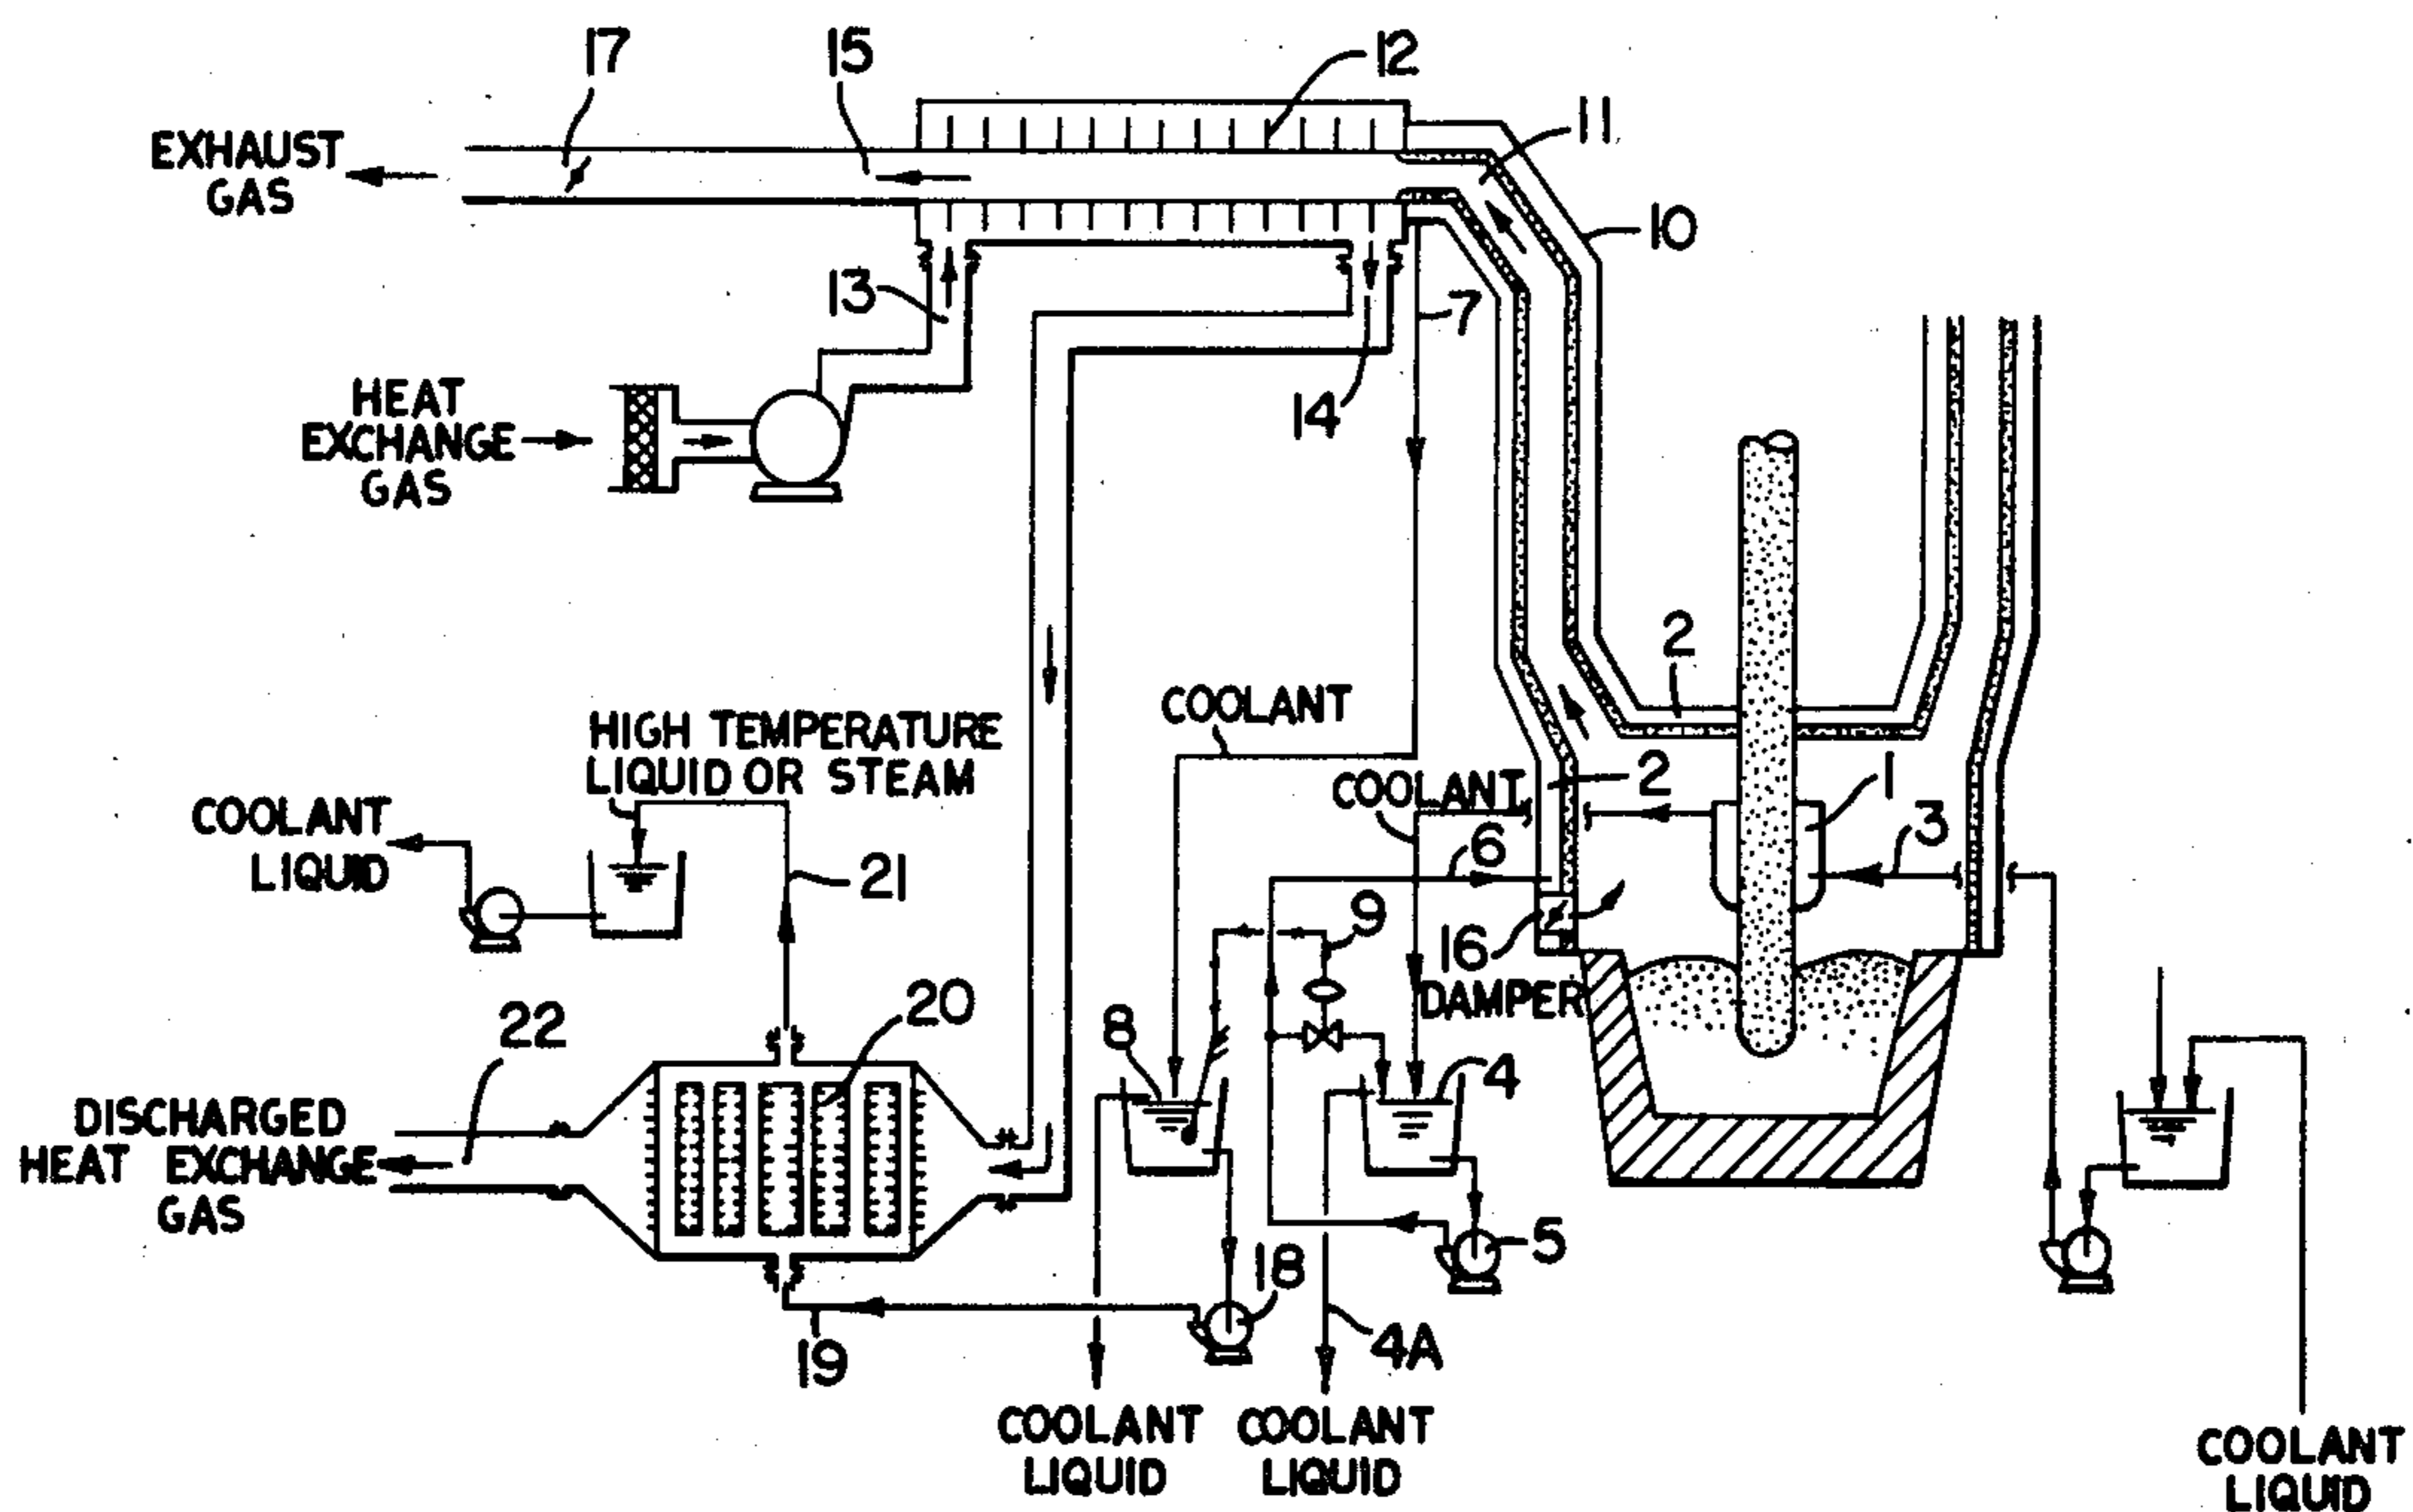 17
15
12
11
EXHAUST
GAS
10
13
7
HEAT
EXCHANGE
GAS
14
2
COOLANT
HIGH TEMPERATURE
LIQUID OR STEAM
COOLANT
LIQUID
COOLANT
2
1
3
6
21
9
16
DAMPER
20
22
8
4
DISCHARGED
HEAT EXCHANGE
GAS
5
18
19
4A
COOLANT
LIQUID
COOLANT
LIQUID
COOLANT
LIQUID